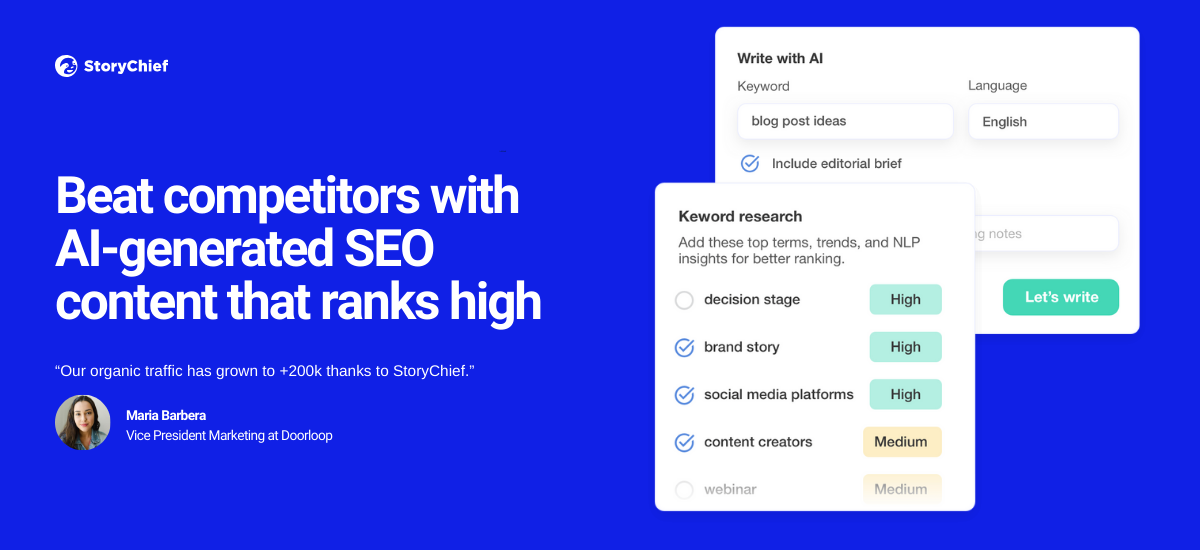 StoryChief
Beat competitors with
AI-generated SEO
content that ranks high
“Our organic traffic has grown to +200k thanks to StoryChief.”
Maria Barbera
Vice President Marketing at Doorloop
Write with AI
Keyword
Language
blog post ideas
English
Include editorial brief
ng notes
Let's write
Keword research
Add these top terms, trends, and NLP
insights for better ranking.
decision stage
High
brand story
High
social media platforms
High
content creators
Medium
webinar
Medium